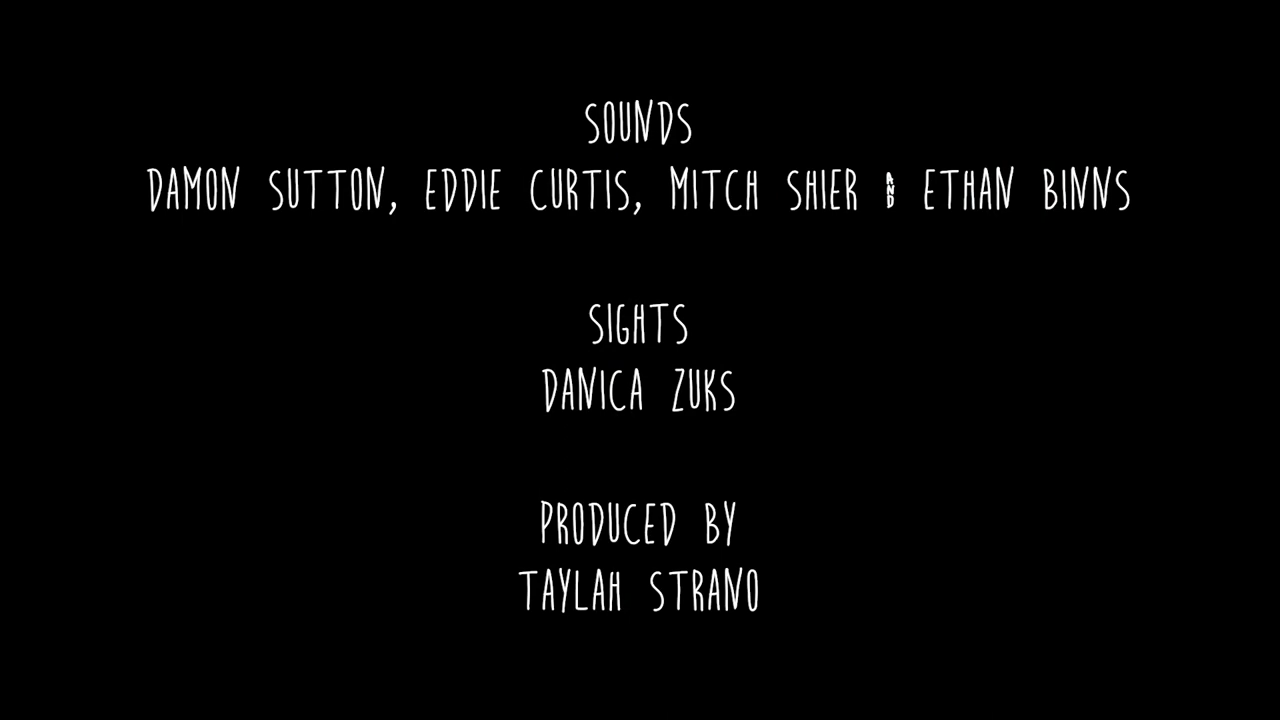 SOUNDS
DAMON SUTTON, EDDIE CURTIS, MITCH SHIER AND ETHAN BINNS
SIGHTS
DANICA ZUKS
PRODUCED BY
TAYLAH STRANO